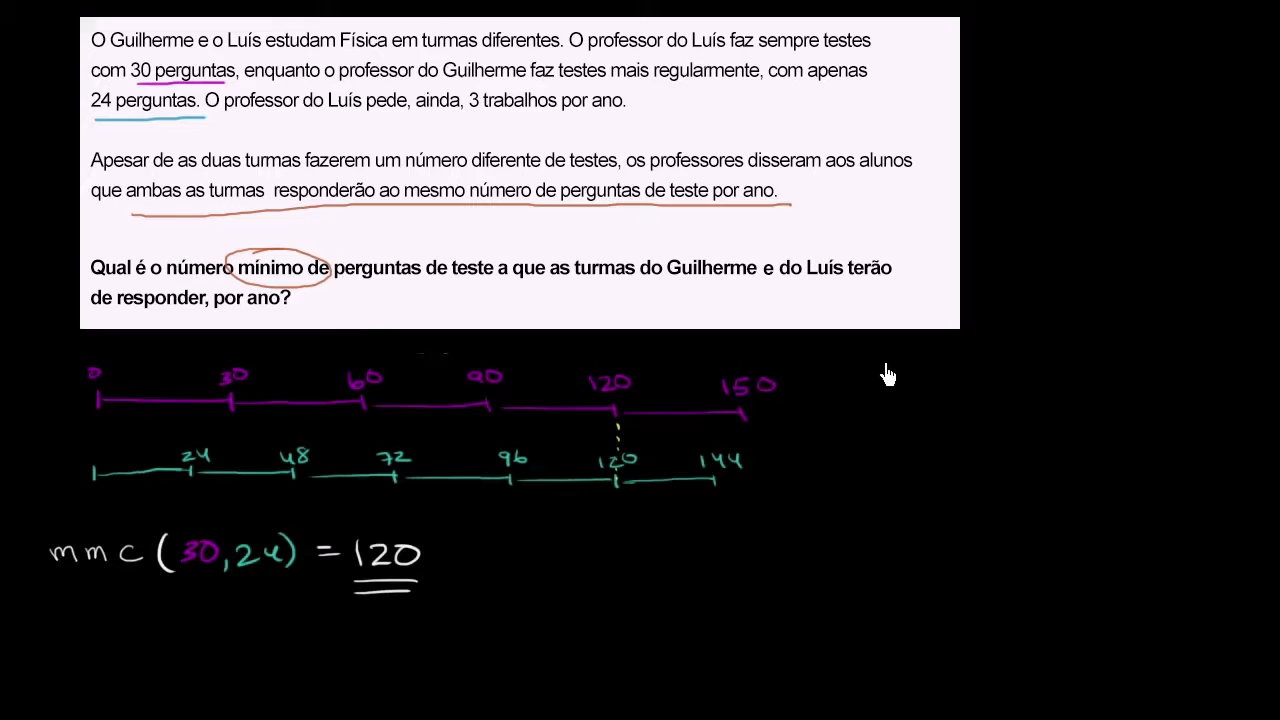 O Guilherme e o Luís estudam Física em turmas diferentes. O professor do Luís faz sempre testes
com 30 perguntas, enquanto o professor do Guilherme faz testes mais regularmente, com apenas
24 perguntas. O professor do Luís pede, ainda, 3 trabalhos por ano.
Apesar de as duas turmas fazerem um número diferente de testes, os professores disseram aos alunos
que ambas as turmas responderão ao mesmo número de perguntas de teste por ano.
Qual é o número mínimo de perguntas de teste a que as turmas do Guilherme e do Luís terão
de responder, por ano?
0 30 60 90 120 150
24 48 72 96 120 144
mmc (30,24) = 120